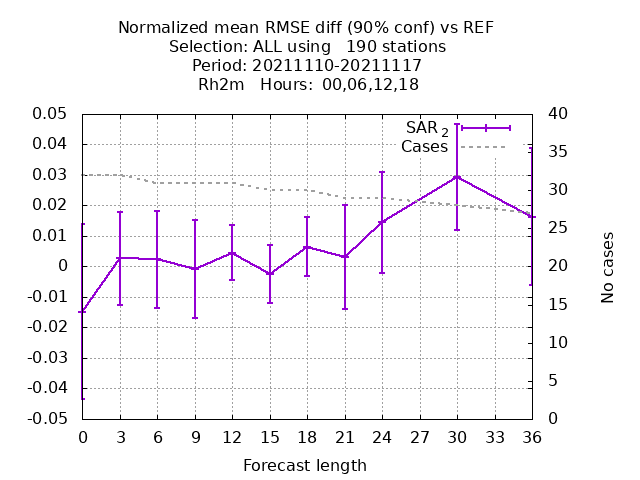 Normalized mean RMSE diff (90% conf) vs REF
Selection: ALL using   190 stations
Period: 20211110-20211117
Rh2m   Hours:  00,06,12,18
SAR 2
Cases
0.05
0.04
0.03
0.02
0.01
0
-0.01
-0.02
-0.03
-0.04
-0.05
40
35
30
25
20
15
10
5
0
No cases
0 3 6 9 12 15 18 21 24 27 30 33 36
Forecast length